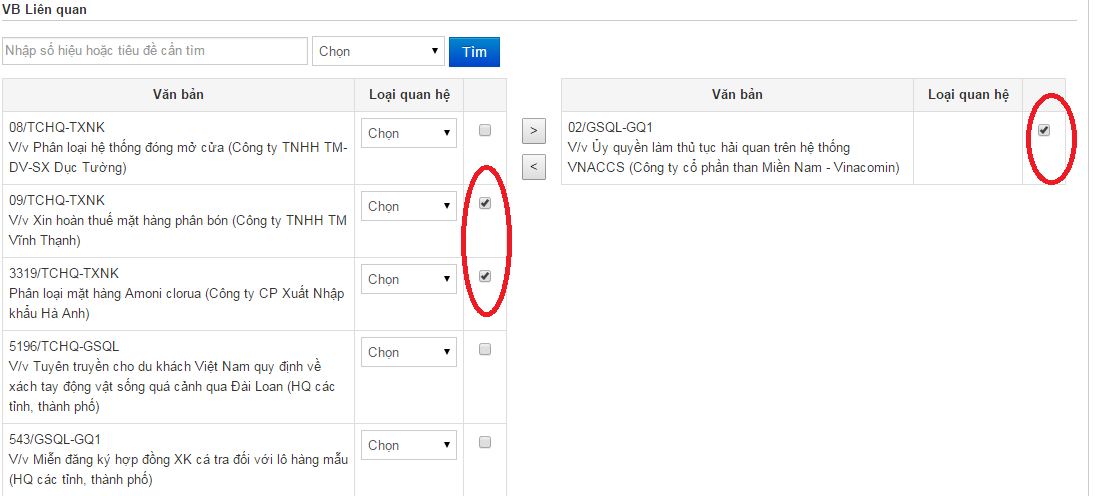 VB Liên quan
Nhập số hiệu hoặc tiêu đề cần tìm
Chọn
Tìm
Văn bản
Loại quan hệ
08/TCHQ-TXNK
V/v Phân loại hệ thống đóng mở cửa (Công ty TNHH TM-
DV-SX Dục Tường)
Chọn
09/TCHQ-TXNK
V/v Xin hoàn thuế mặt hàng phân bón (Công ty TNHH TM
Vĩnh Thạnh)
Chọn
3319/TCHQ-TXNK
Phân loại mặt hàng Amoni clorua (Công ty CP Xuất Nhập
khẩu Hà Anh)
Chọn
5196/TCHQ-GSQL
V/v Tuyên truyền cho du khách Việt Nam quy định về
xách tay động vật sống quá cảnh qua Đài Loan (HQ các
tỉnh, thành phố)
Chọn
543/GSQL-GQ1
V/v Miễn đăng ký hợp đồng XK cá tra đối với lô hàng mẫu
(HQ các tỉnh, thành phố)
Chọn
>
<
Văn bản
Loại quan hệ
02/GSQL-GQ1
V/v Ủy quyền làm thủ tục hải quan trên hệ thống
VNACCS (Công ty cổ phần than Miền Nam - Vinacomin)